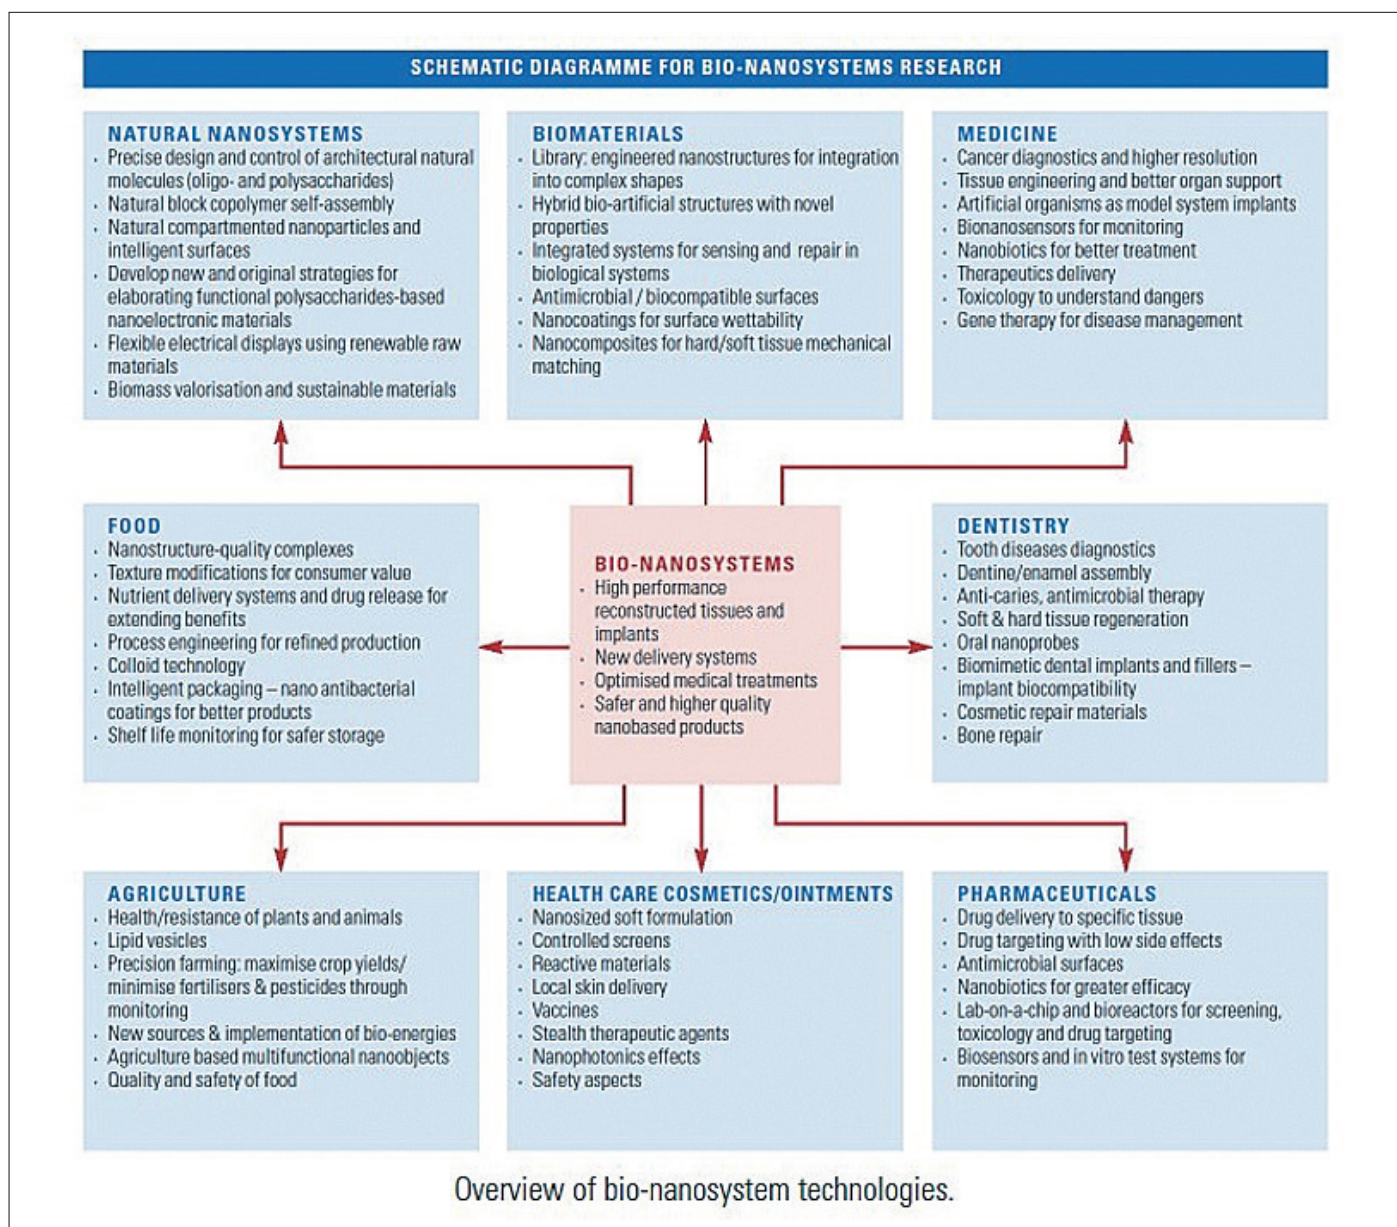 SCHEMATIC DIAGRAMME FOR BIO-NANOSYSTEMS RESEARCH
NATURAL NANOSYSTEMS
· Precise design and control of architectural natural
molecules (oligo- and polysaccharides)
· Natural block copolymer self-assembly
· Natural compartmented nanoparticles and
intelligent surfaces
· Develop new and original strategies for
elaborating functional polysaccharides-based
nanoelectronic materials
· Flexible electrical displays using renewable raw
materials
· Biomass valorisation and sustainable materials
BIOMATERIALS
· Library: engineered nanostructures for integration
into complex shapes
· Hybrid bio-artificial structures with novel
properties
· Integrated systems for sensing and repair in
biological systems
· Antimicrobial / biocompatible surfaces
· Nanocoatings for surface wettability
· Nanocomposites for hard/soft tissue mechanical
matching
MEDICINE
· Cancer diagnostics and higher resolution
· Tissue engineering and better organ support
· Artificial organisms as model system implants
· Bionanosensors for monitoring
· Nanobiotics for better treatment
· Therapeutics delivery
· Toxicology to understand dangers
· Gene therapy for disease management
FOOD
· Nanostructure-quality complexes
· Texture modifications for consumer value
· Nutrient delivery systems and drug release for
extending benefits
· Process engineering for refined production
· Colloid technology
· Intelligent packaging – nano antibacterial
coatings for better products
· Shelf life monitoring for safer storage
BIO-NANOSYSTEMS
· High performance
reconstructed tissues and
implants
· New delivery systems
· Optimised medical treatments
· Safer and higher quality
nanobased products
DENTISTRY
· Tooth diseases diagnostics
· Dentine/enamel assembly
· Anti-caries, antimicrobial therapy
· Soft & hard tissue regeneration
· Oral nanoprobes
· Biomimetic dental implants and fillers –
implant biocompatibility
· Cosmetic repair materials
· Bone repair
AGRICULTURE
· Health/resistance of plants and animals
· Lipid vesicles
· Precision farming: maximise crop yields/
minimise fertilisers & pesticides through
monitoring
· New sources & implementation of bio-energies
· Agriculture based multifunctional nanoobjects
· Quality and safety of food
HEALTH CARE COSMETICS/OINTMENTS
· Nanosized soft formulation
· Controlled screens
· Reactive materials
· Local skin delivery
· Vaccines
· Stealth therapeutic agents
· Nanophotonics effects
· Safety aspects
PHARMACEUTICALS
· Drug delivery to specific tissue
· Drug targeting with low side effects
· Antimicrobial surfaces
· Nanobiotics for greater efficacy
· Lab-on-a-chip and bioreactors for screening,
toxicology and drug targeting
· Biosensors and in vitro test systems for
monitoring
Overview of bio-nanosystem technologies.